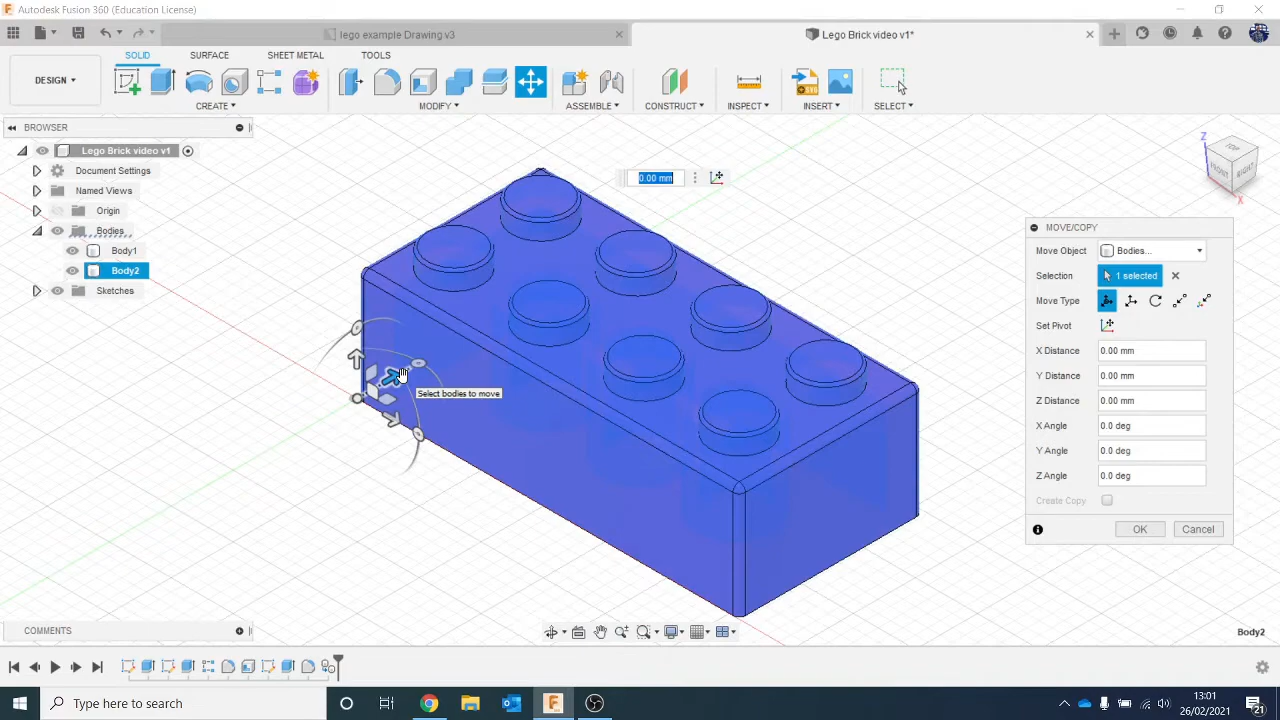 Autodesk Fusion 360 (Education License)
lego example Drawing v3
Lego Brick video v1*
SOLID
SURFACE
SHEET METAL
TOOLS
DESIGN
CREATE
MODIFY
ASSEMBLE
CONSTRUCT
INSPECT
INSERT
SELECT
BROWSER
Lego Brick video v1
Document Settings
Named Views
Origin
Bodies
Body1
Body2
Sketches
0.00 mm
Z
TOP
FRONT
RIGHT
X
Select bodies to move
MOVE/COPY
Move Object
Bodies...
Selection
1 selected
Move Type
Set Pivot
X Distance
0.00 mm
Y Distance
0.00 mm
Z Distance
0.00 mm
X Angle
0.0 deg
Y Angle
0.0 deg
Z Angle
0.0 deg
Create Copy
OK
Cancel
COMMENTS
Body2
Type here to search
13:01
26/02/2021
21